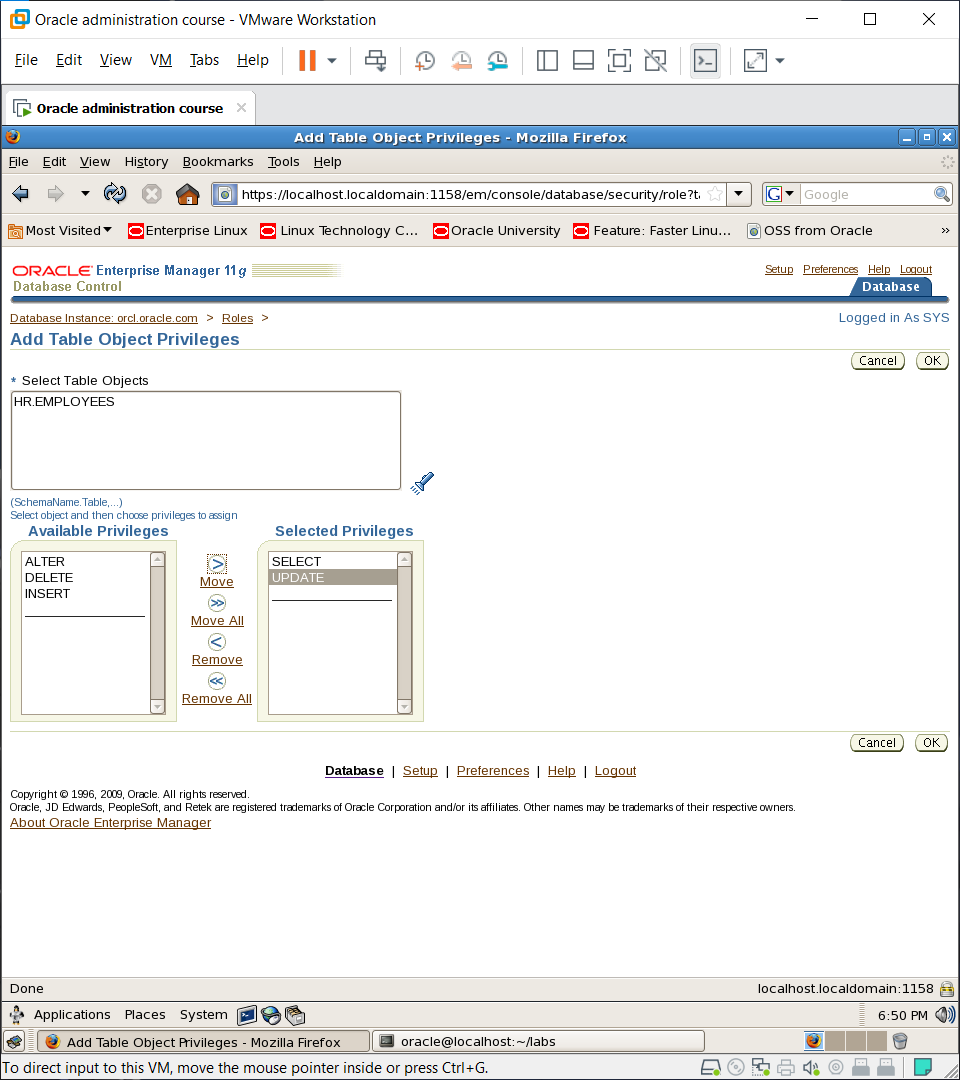 Oracle administration course - VMware Workstation
File Edit View VM Tabs Help
Oracle administration course
Add Table Object Privileges - Mozilla Firefox
File Edit View History Bookmarks Tools Help
https://localhost.localdomain:1158/em/console/database/security/role?ta
G Google
Most Visited Enterprise Linux Linux Technology C... Oracle University Feature: Faster Linu... OSS from Oracle »
ORACLE Enterprise Manager 11g
Database Control
Setup Preferences Help Logout
Database
Database Instance: orcl.oracle.com > Roles >
Logged in As SYS
Add Table Object Privileges
Cancel OK
* Select Table Objects
HR.EMPLOYEES
(SchemaName.Table,...)
Select object and then choose privileges to assign
Available Privileges
Selected Privileges
ALTER
DELETE
INSERT
Move
Move All
Remove
Remove All
SELECT
UPDATE
Cancel OK
Database | Setup | Preferences | Help | Logout
Copyright © 1996, 2009, Oracle. All rights reserved.
Oracle, JD Edwards, PeopleSoft, and Retek are registered trademarks of Oracle Corporation and/or its affiliates. Other names may be trademarks of their respective owners.
About Oracle Enterprise Manager
Done
localhost.localdomain:1158
Applications Places System
6:50 PM
Add Table Object Privileges - Mozilla Firefox
oracle@localhost:~/labs
To direct input to this VM, move the mouse pointer inside or press Ctrl+G.